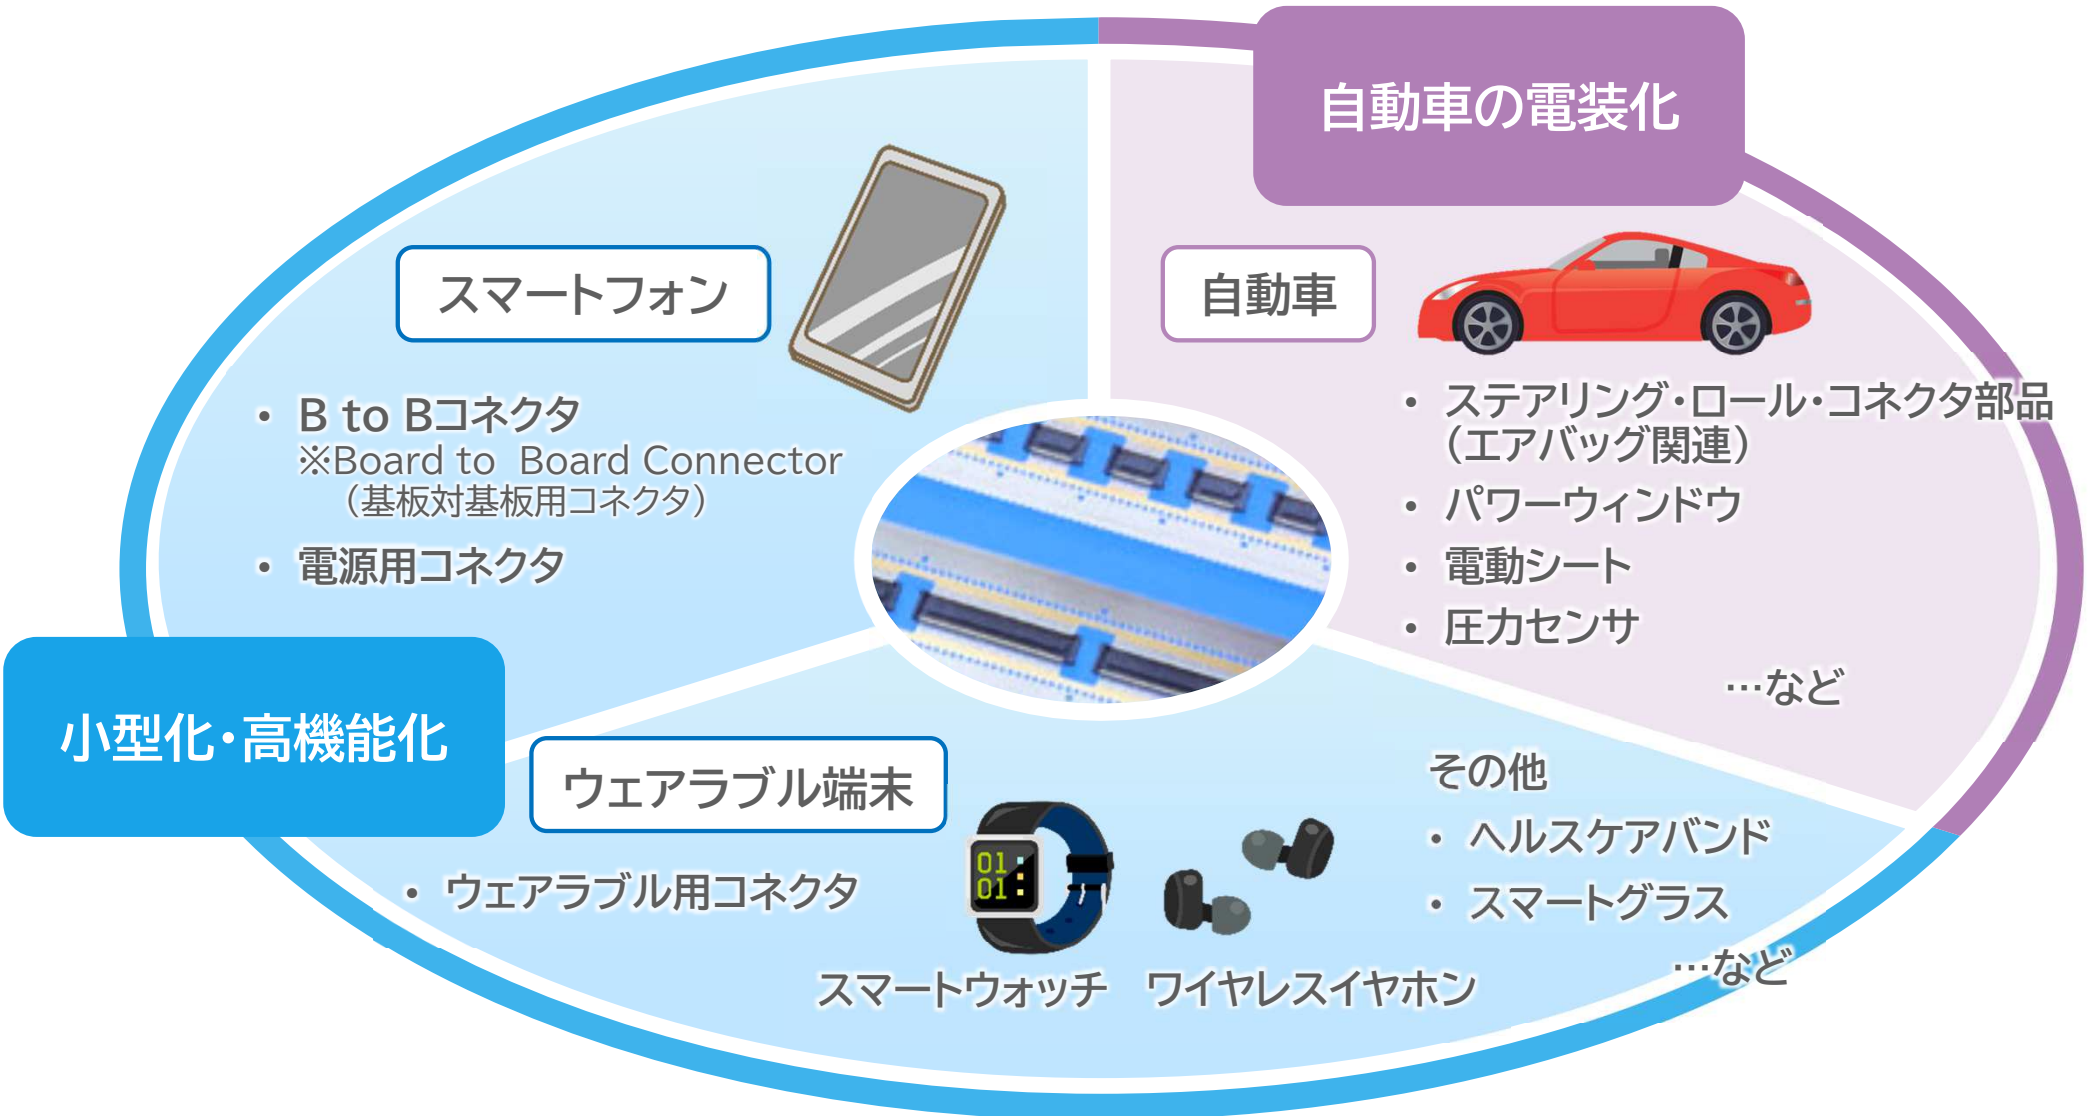 自動車の電装化
スマートフォン
・ B to Bコネクタ
※Board to Board Connector
（基板対基板用コネクタ）
・ 電源用コネクタ
自動車
・ ステアリング・ロール・コネクタ部品
（エアバッグ関連）
・ パワーウィンドウ
・ 電動シート
・ 圧力センサ
…など
小型化・高機能化
ウェアラブル端末
・ ウェアラブル用コネクタ
01
01
スマートウォッチ
ワイヤレスイヤホン
その他
・ ヘルスケアバンド
・ スマートグラス
…など